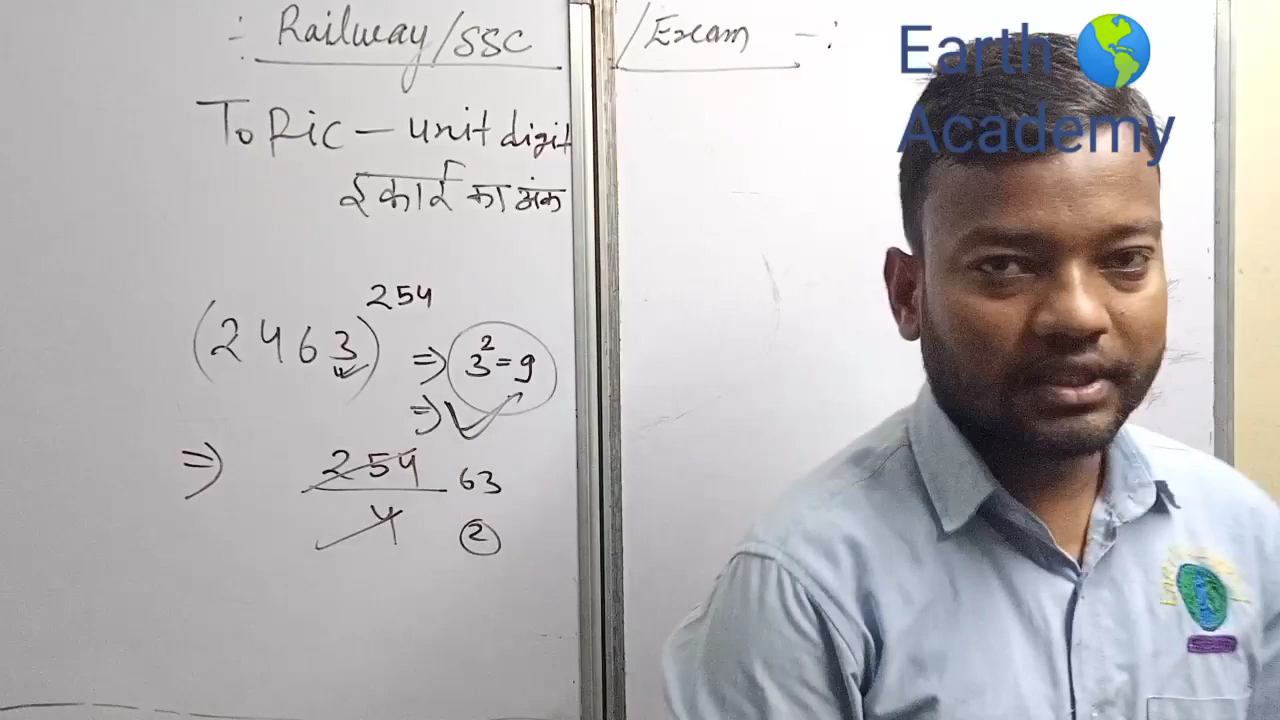 :- Railway/SSC /Exam -:
Topic - unit digit
इकाई का अंक
(2463)²⁵⁴ ⇒ 3² = 9
⇒
⇒ 254/4 63
2
Earth 🌎
Academy